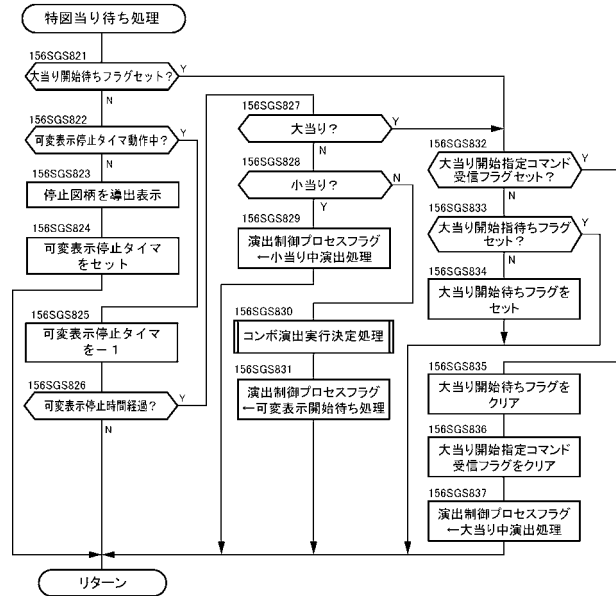 特図当り待ち処理
156SGS821
大当り開始待ちフラグセット？
Y
N
156SGS822
可変表示停止タイマ動作中？
Y
N
156SGS823
停止図柄を導出表示
156SGS824
可変表示停止タイマ
をセット
156SGS825
可変表示停止タイマ
を－１
156SGS826
可変表示停止時間経過？
Y
N
リターン
156SGS827
大当り？
Y
N
156SGS828
小当り？
N
Y
156SGS829
演出制御プロセスフラグ
←小当り中演出処理
156SGS830
コンボ演出実行決定処理
156SGS831
演出制御プロセスフラグ
←可変表示開始待ち処理
156SGS832
大当り開始指定コマンド
受信フラグセット？
Y
N
156SGS833
大当り開始指待ちフラグ
セット？
Y
N
156SGS834
大当り開始待ちフラグを
セット
156SGS835
大当り開始待ちフラグを
クリア
156SGS836
大当り開始指定コマンド
受信フラグをクリア
156SGS837
演出制御プロセスフラグ
←大当り中演出処理